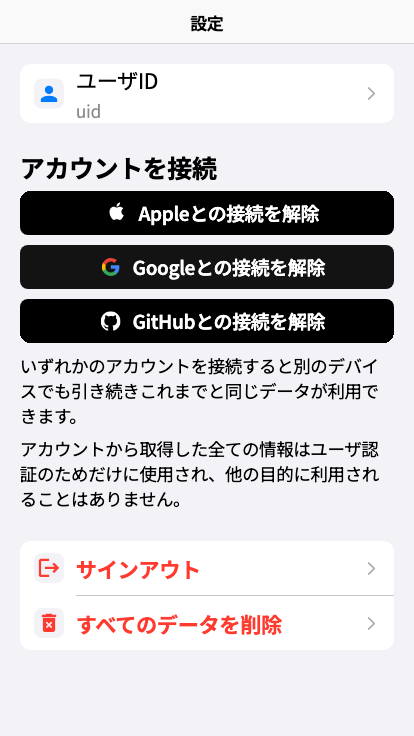 設定
ユーザID
uid
アカウントを接続
Appleとの接続を解除
Googleとの接続を解除
GitHubとの接続を解除
いずれかのアカウントを接続すると別のデバイ
スでも引き続きこれまでと同じデータが利用で
きます。
アカウントから取得した全ての情報はユーザ認
証のためだけに使用され、他の目的に利用され
ることはありません。
サインアウト
すべてのデータを削除